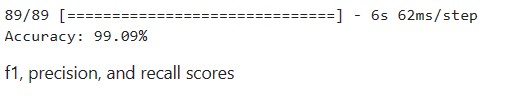 89/89 [==============================] - 6s 62ms/step
Accuracy: 99.09%
f1, precision, and recall scores